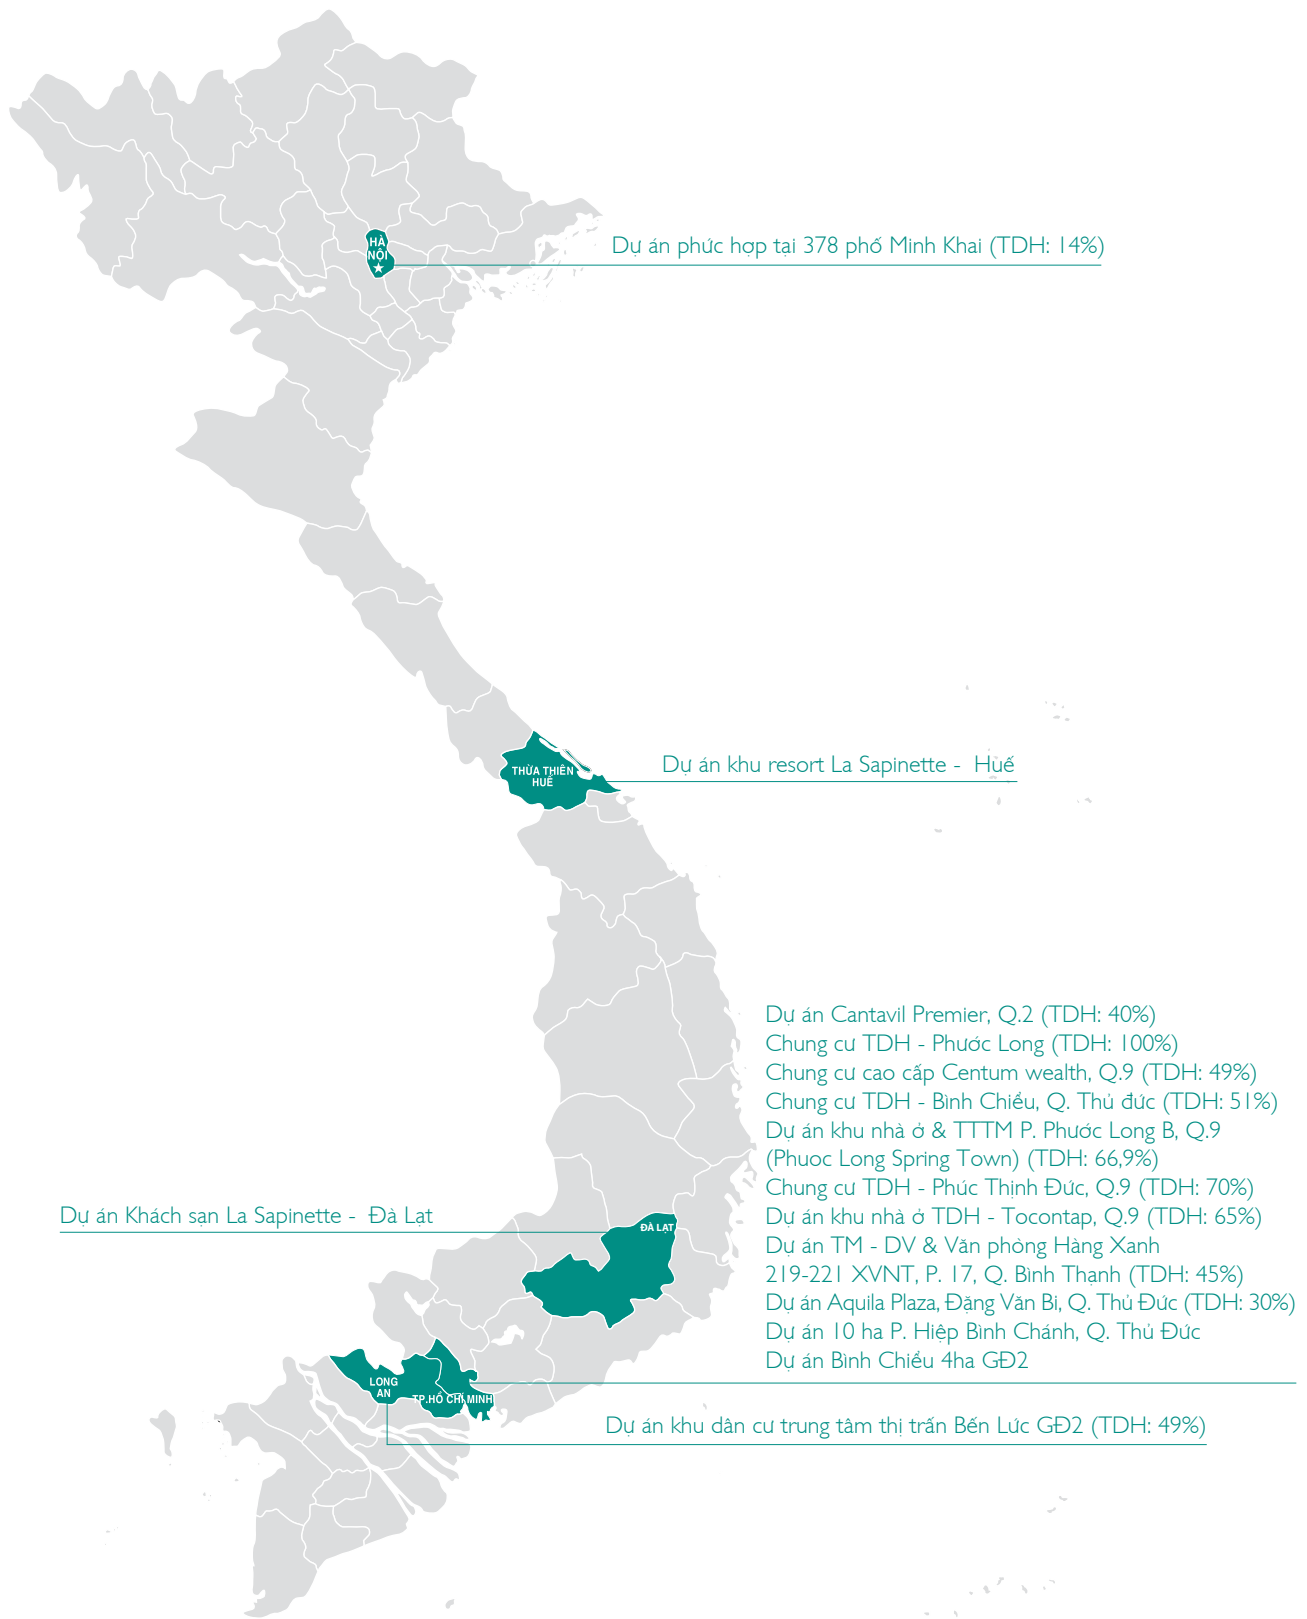 HÀ
NỘI
Dự án phức hợp tại 378 phố Minh Khai (TDH: 14%)
Dự án khu resort La Sapinette - Huế
THỪA THIÊN
HUẾ
Dự án Cantavil Premier, Q.2 (TDH: 40%)
Chung cư TDH - Phước Long (TDH: 100%)
Chung cư cao cấp Centum wealth, Q.9 (TDH: 49%)
Chung cư TDH - Bình Chiểu, Q. Thủ đức (TDH: 51%)
Dự án khu nhà ở & TTTM P. Phước Long B, Q.9
(Phuoc Long Spring Town) (TDH: 66,9%)
Chung cư TDH - Phúc Thịnh Đức, Q.9 (TDH: 70%)
Dự án khu nhà ở TDH - Tocontap, Q.9 (TDH: 65%)
Dự án TM - DV & Văn phòng Hàng Xanh
219-221 XVNT, P. 17, Q. Bình Thạnh (TDH: 45%)
Dự án Aquila Plaza, Đặng Văn Bi, Q. Thủ Đức (TDH: 30%)
Dự án 10 ha P. Hiệp Bình Chánh, Q. Thủ Đức
Dự án Bình Chiểu 4ha GĐ2
Dự án Khách sạn La Sapinette - Đà Lạt
ĐÀ LẠT
LONG
AN
TP.HỒ CHÍ MINH
Dự án khu dân cư trung tâm thị trấn Bến Lức GĐ2 (TDH: 49%)